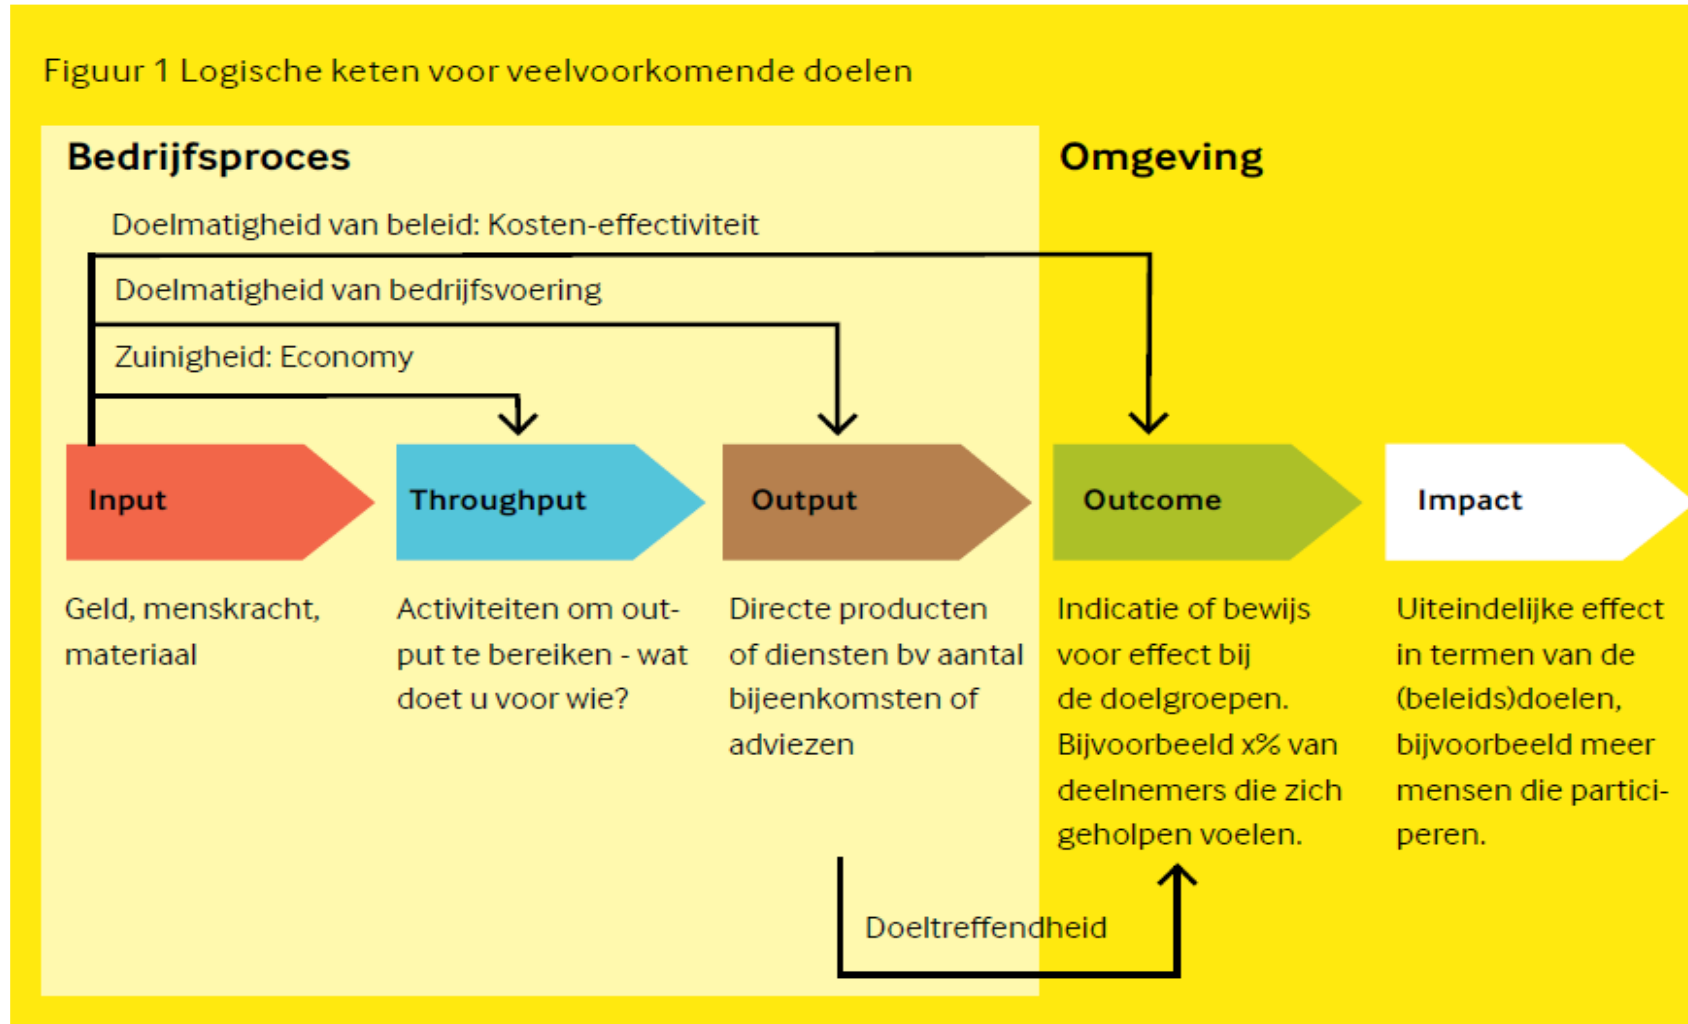 Figuur 1 Logische keten voor veelvoorkomende doelen
Bedrijfsproces
Omgeving
Doelmatigheid van beleid: Kosten-effectiviteit
Doelmatigheid van bedrijfsvoering
Zuinigheid: Economy
Input
Throughput
Output
Outcome
Impact
Geld, menskracht,
materiaal
Activiteiten om out-
put te bereiken - wat
doet u voor wie?
Directe producten
of diensten bv aantal
bijeenkomsten of
adviezen
Indicatie of bewijs
voor effect bij
de doelgroepen.
Bijvoorbeeld x% van
deelnemers die zich
geholpen voelen.
Uiteindelijke effect
in termen van de
(beleids)doelen,
bijvoorbeeld meer
mensen die partici-
peren.
Doeltreffendheid